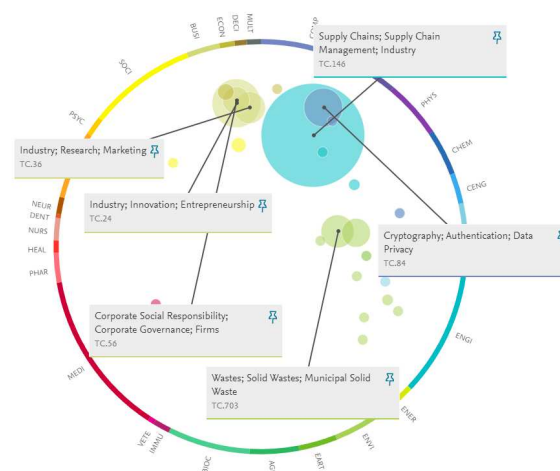 MULT
DECI
ECON
BUSI
SOCI
PSYC
NEUR
DENT
NURS
HEAL
PHAR
MEDI
VETE
IMMU
BIOC
EART
ENVI
ENER
ENGI
CENG
CHEM
PHYS
Supply Chains; Supply Chain
Management; Industry
TC.146
Industry; Research; Marketing
TC.36
Industry; Innovation; Entrepreneurship
TC.24
Cryptography; Authentication; Data
Privacy
TC.84
Corporate Social Responsibility;
Corporate Governance; Firms
TC.56
Wastes; Solid Wastes; Municipal Solid
Waste
TC.703